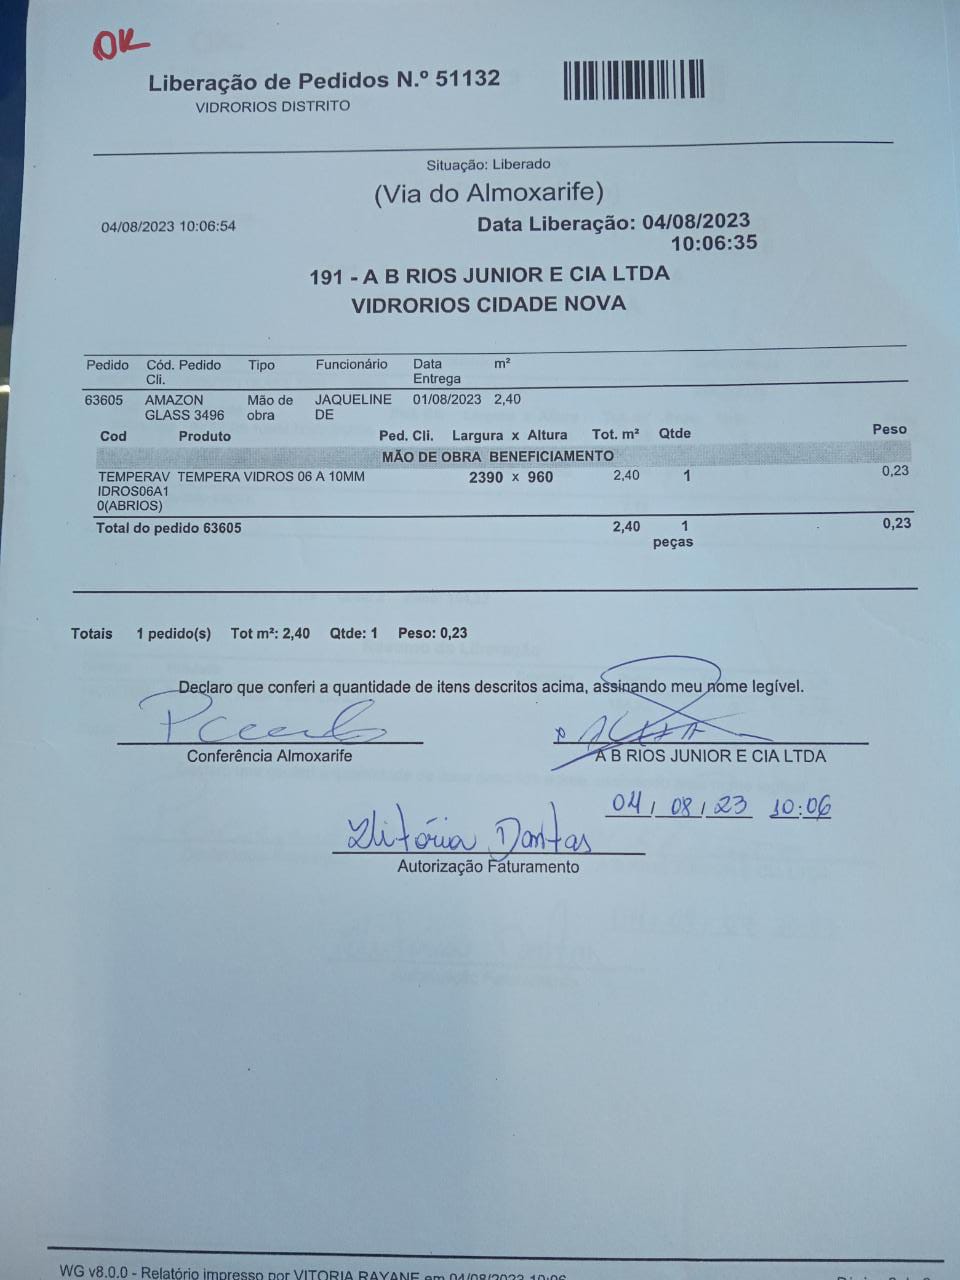 OK
Liberação de Pedidos N.º 51132
VIDRORIOS DISTRITO
Situação: Liberado
(Via do Almoxarife)
04/08/2023 10:06:54 Data Liberação: 04/08/2023
10:06:35
191 - A B RIOS JUNIOR E CIA LTDA
VIDRORIOS CIDADE NOVA
Pedido Cód. Pedido Tipo Funcionário Data m²
Cli. Entrega
63605 AMAZON Mão de JAQUELINE 01/08/2023 2,40
GLASS 3496 obra DE
Cod Produto Ped. Cli. Largura x Altura Tot. m² Qtde Peso
MÃO DE OBRA BENEFICIAMENTO
TEMPERAV TEMPERA VIDROS 06 A 10MM 2390 x 960 2,40 1 0,23
IDROS06A1
0(ABRIOS)
Total do pedido 63605 2,40 1 0,23
peças
Totais 1 pedido(s) Tot m²: 2,40 Qtde: 1 Peso: 0,23
Declaro que conferi a quantidade de itens descritos acima, assinando meu nome legível.
Conferência Almoxarife A B RIOS JUNIOR E CIA LTDA
04/08/23 10:06
Vitória Dantas
Autorização Faturamento
WG v8.0.0 - Relatório impresso por VITORIA RAYANE em 04/08/2023 10:06